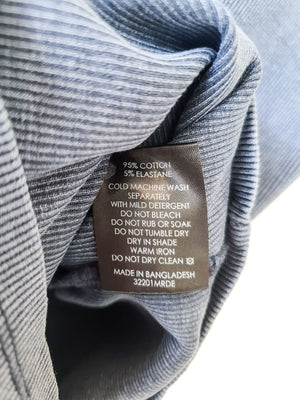 95% COTTON
5% ELASTANE
COLD MACHINE WASH
SEPARATELY
WITH MILD DETERGENT
DO NOT BLEACH
DO NOT RUB OR SOAK
DO NOT TUMBLE DRY
DRY IN SHADE
WARM IRON
DO NOT DRY CLEAN
MADE IN BANGLADESH
32201MRDE